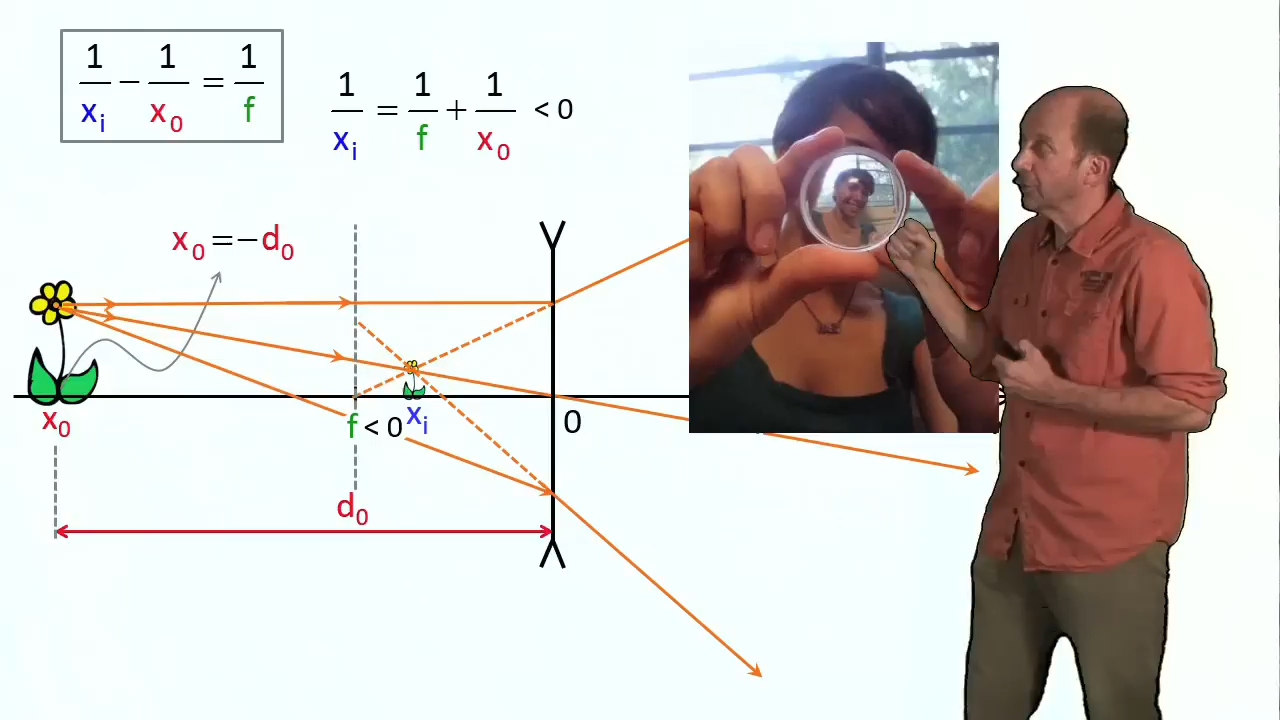 1/xᵢ − 1/x₀ = 1/f
1/xᵢ = 1/f + 1/x₀ < 0
x₀ = −d₀
x₀
f < 0
xᵢ
0
d₀